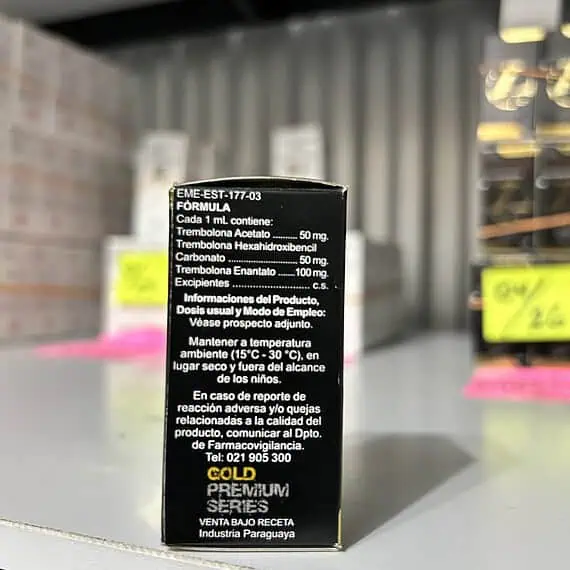 EME-EST-177-03
FÓRMULA
Cada 1 mL contiene:
Trembolona Acetato .......... 50 mg.
Trembolona Hexahidroxibencil
Carbonato ........................... 50 mg.
Trembolona Enantato ......100 mg.
Excipientes ............................. c.s.
Informaciones del Producto,
Dosis usual y Modo de Empleo:
Véase prospecto adjunto.
Mantener a temperatura
ambiente (15°C - 30 °C), en
lugar seco y fuera del alcance
de los niños.
En caso de reporte de
reacción adversa y/o quejas
relacionadas a la calidad del
producto, comunicar al Dpto.
de Farmacovigilancia.
Tel: 021 905 300
GOLD
PREMIUM
SERIES
VENTA BAJO RECETA
Industria Paraguaya